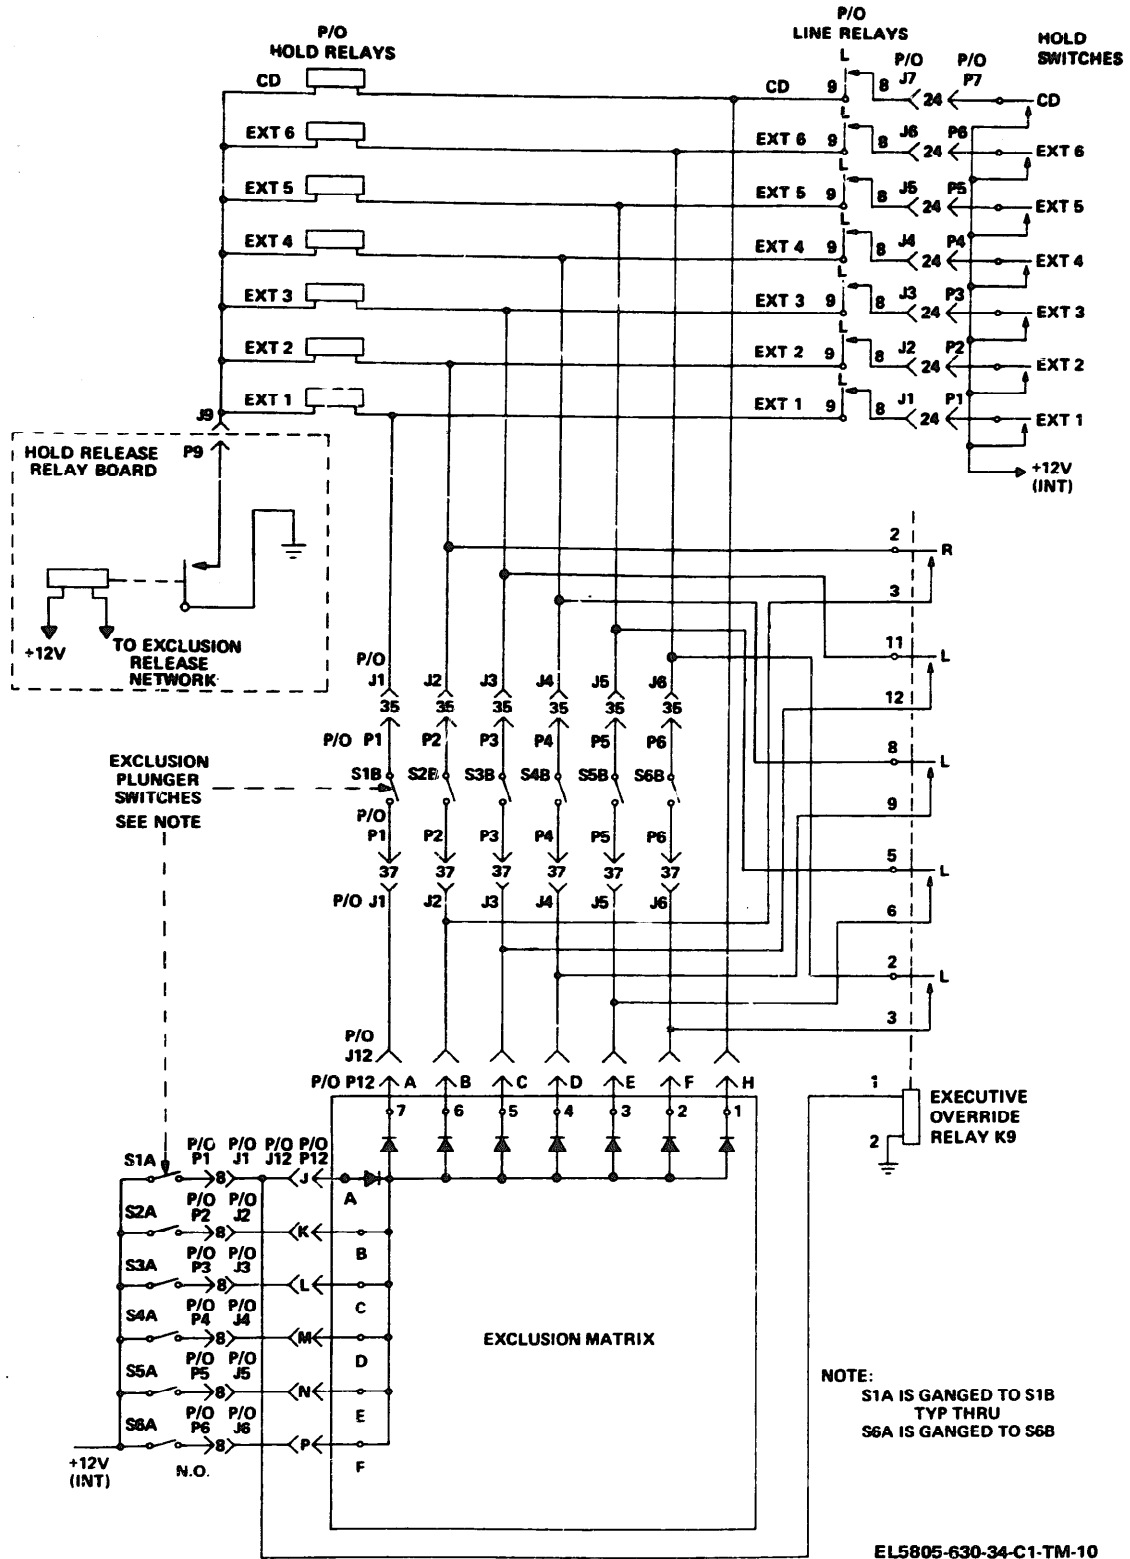 P/O
HOLD RELAYS
P/O
LINE RELAYS
HOLD
SWITCHES
CD
CD 9 L 8 P/O J7 24 P/O P7 CD
EXT 6
EXT 6 9 L 8 J6 24 P6 EXT 6
EXT 5
EXT 5 9 L 8 J5 24 P5 EXT 5
EXT 4
EXT 4 9 L 8 J4 24 P4 EXT 4
EXT 3
EXT 3 9 L 8 J3 24 P3 EXT 3
EXT 2
EXT 2 9 L 8 J2 24 P2 EXT 2
EXT 1
EXT 1 9 L 8 J1 24 P1 EXT 1
+12V
(INT)
J9
P9
HOLD RELEASE
RELAY BOARD
+12V
TO EXCLUSION
RELEASE
NETWORK
2 R
3
11 L
12
8 L
9
5 L
6
2 L
3
P/O
J1 J2 J3 J4 J5 J6
35 35 35 35 35 35
P/O P1 P2 P3 P4 P5 P6
EXCLUSION
PLUNGER
SWITCHES
SEE NOTE
S1B S2B S3B S4B S5B S6B
P/O
P1 P2 P3 P4 P5 P6
37 37 37 37 37 37
P/O J1 J2 J3 J4 J5 J6
P/O
J12
P/O P12 A B C D E F H
7 6 5 4 3 2 1
1
2
EXECUTIVE
OVERRIDE
RELAY K9
S1A P/O P1 8 P/O J1 P/O J12 J P/O P12 A
S2A P/O P2 8 P/O J2 K B
S3A P/O P3 8 P/O J3 L C
S4A P/O P4 8 P/O J4 M D
S5A P/O P5 8 P/O J5 N E
S6A P/O P6 8 P/O J6 P F
+12V
(INT)
N.O.
EXCLUSION MATRIX
NOTE:
S1A IS GANGED TO S1B
TYP THRU
S6A IS GANGED TO S6B
EL5805-630-34-C1-TM-10